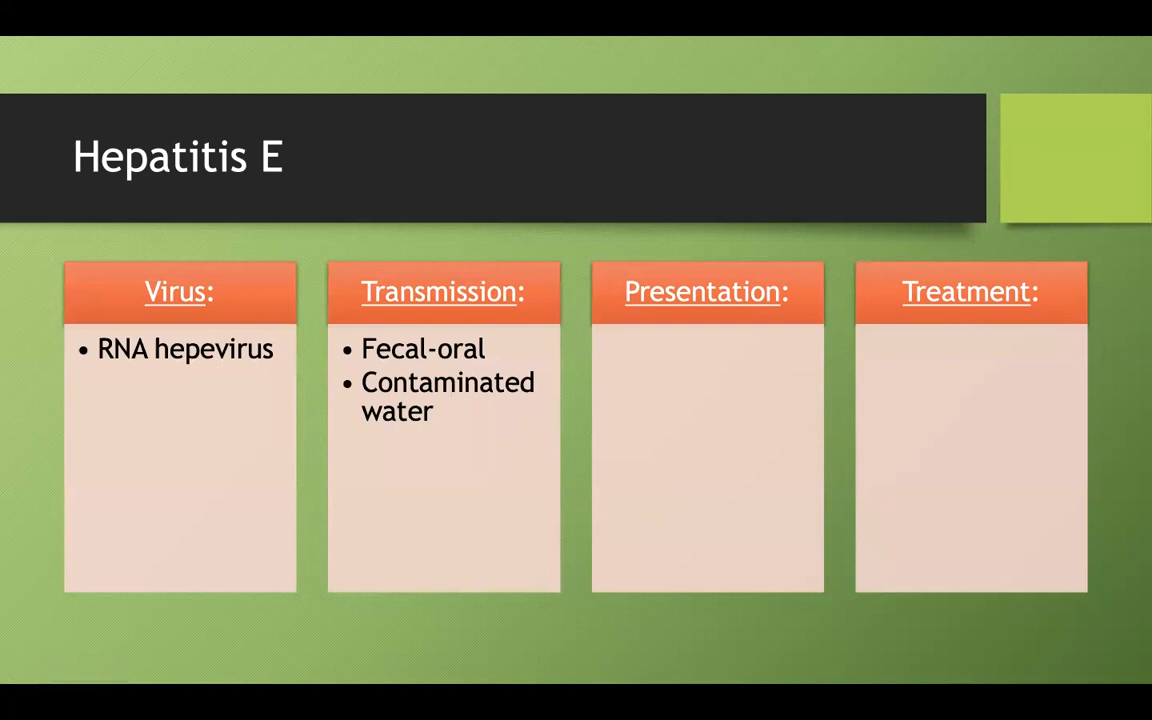 Hepatitis E
Virus:
• RNA hepevirus
Transmission:
• Fecal-oral
• Contaminated
water
Presentation:
Treatment: